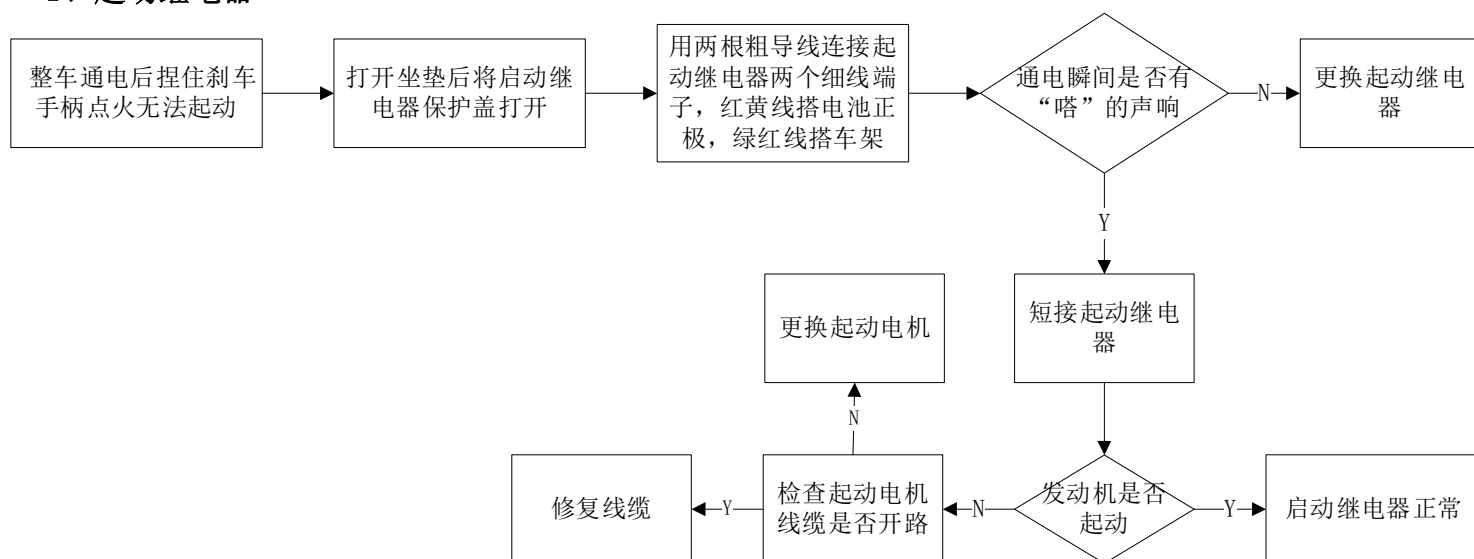 整车通电后捏住刹车
手柄点火无法起动
打开坐垫后将启动继
电器保护盖打开
用两根粗导线连接起
动继电器两个细线端
子，红黄线搭电池正
极，绿红线搭车架
通电瞬间是否有
“嗒”的声响
N
更换起动继电
器
Y
更换起动电机
短接起动继电
器
N
修复线缆
Y
检查起动电机
线缆是否开路
N
发动机是否
起动
Y
启动继电器正常